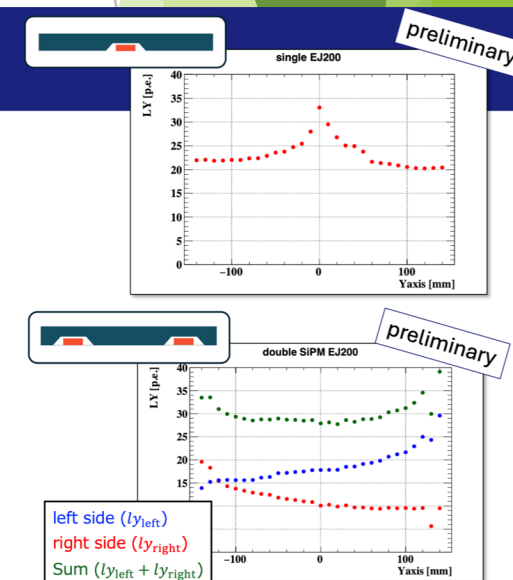 preliminary
single EJ200
LY [p.e.]
40
35
30
25
20
15
10
5
0
−100
0
100
Yaxis [mm]
preliminary
double SiPM EJ200
LY [p.e.]
40
35
30
25
20
15
−100
0
100
Yaxis [mm]
left side (ly_left)
right side (ly_right)
Sum (ly_left + ly_right)